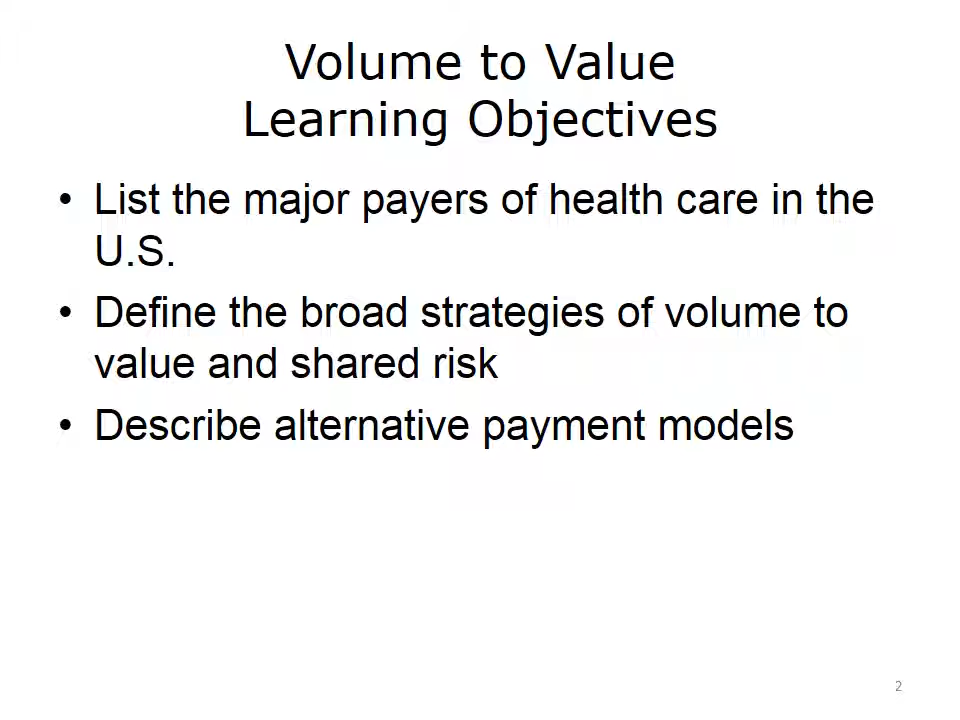 Volume to Value
Learning Objectives
• List the major payers of health care in the
U.S.
• Define the broad strategies of volume to
value and shared risk
• Describe alternative payment models
2